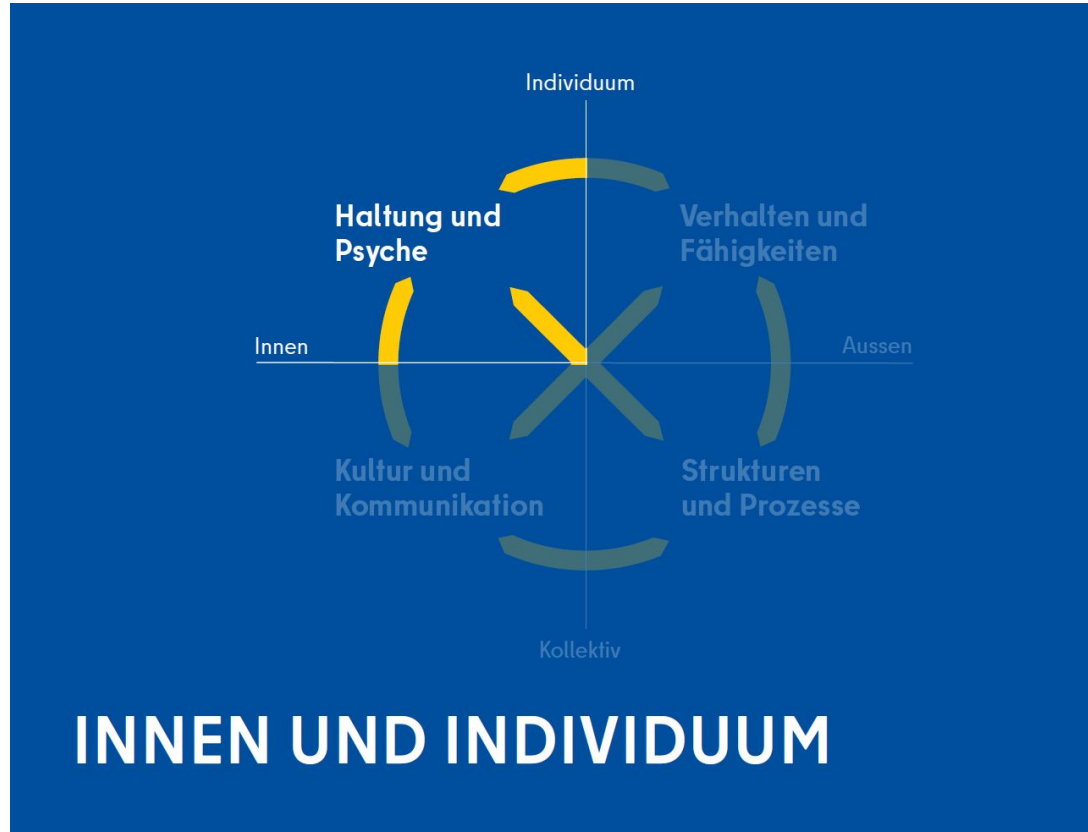 Individuum
Haltung und
Psyche
Verhalten und
Fähigkeiten
Innen
Aussen
Kultur und
Kommunikation
Strukturen
und Prozesse
Kollektiv
INNEN UND INDIVIDUUM